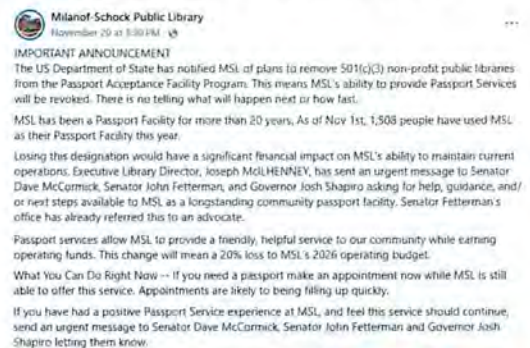 Milanof-Schock Public Library
November 20 at 3:30 PM
IMPORTANT ANNOUNCEMENT
The US Department of State has notified MSL of plans to remove 501(c)(3) non-profit public libraries
from the Passport Acceptance Facility Program. This means MSL's ability to provide Passport Services
will be revoked. There is no telling what will happen next or how fast.
MSL has been a Passport Facility for more than 20 years. As of Nov 1st, 1,508 people have used MSL
as their Passport Facility this year.
Losing this designation would have a significant financial impact on MSL's ability to maintain current
operations. Executive Library Director, Joseph McILHENNEY, has sent an urgent message to Senator
Dave McCormick, Senator John Fetterman, and Governor Josh Shapiro asking for help, guidance, and/
or next steps available to MSL as a longstanding community passport facility. Senator Fetterman's
office has already referred this to an advocate.
Passport services allow MSL to provide a friendly, helpful service to our community while earning
operating funds. This change will mean a 20% loss to MSL's 2026 operating budget.
What You Can Do Right Now -- If you need a passport make an appointment now while MSL is still
able to offer this service. Appointments are likely to being filling up quickly.
If you have had a positive Passport Service experience at MSL, and feel this service should continue,
send an urgent message to Senator Dave McCormick, Senator John Fetterman and Governor Josh
Shapiro letting them know.